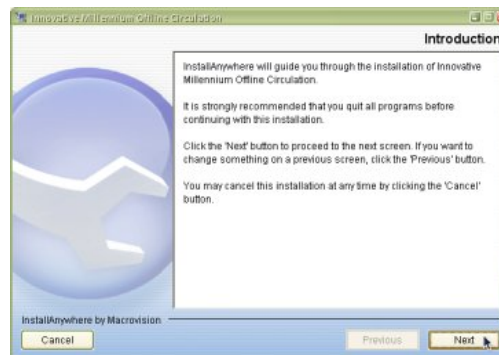 Innovative Millennium Offline Circulation
Introduction
InstallAnywhere will guide you through the installation of Innovative
Millennium Offline Circulation.
It is strongly recommended that you quit all programs before
continuing with this installation.
Click the 'Next' button to proceed to the next screen. If you want to
change something on a previous screen, click the 'Previous' button.
You may cancel this installation at any time by clicking the 'Cancel'
button.
InstallAnywhere by Macrovision
Cancel
Previous
Next